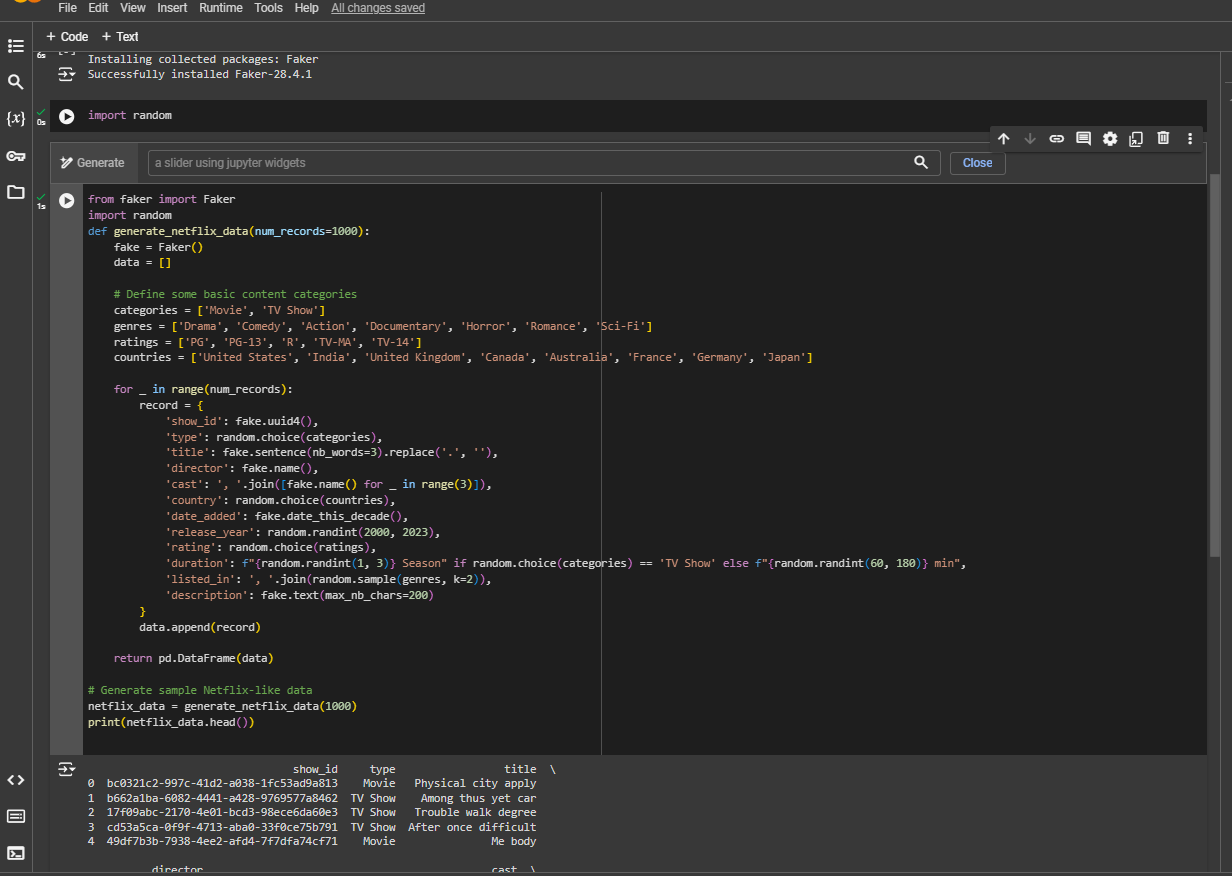 File Edit View Insert Runtime Tools Help All changes saved
+ Code + Text
6s
Installing collected packages: Faker
Successfully installed Faker-28.4.1
0s
import random
Generate a slider using jupyter widgets Close
1s
from faker import Faker
import random
def generate_netflix_data(num_records=1000):
    fake = Faker()
    data = []

    # Define some basic content categories
    categories = ['Movie', 'TV Show']
    genres = ['Drama', 'Comedy', 'Action', 'Documentary', 'Horror', 'Romance', 'Sci-Fi']
    ratings = ['PG', 'PG-13', 'R', 'TV-MA', 'TV-14']
    countries = ['United States', 'India', 'United Kingdom', 'Canada', 'Australia', 'France', 'Germany', 'Japan']

    for _ in range(num_records):
        record = {
            'show_id': fake.uuid4(),
            'type': random.choice(categories),
            'title': fake.sentence(nb_words=3).replace('.', ''),
            'director': fake.name(),
            'cast': ', '.join([fake.name() for _ in range(3)]),
            'country': random.choice(countries),
            'date_added': fake.date_this_decade(),
            'release_year': random.randint(2000, 2023),
            'rating': random.choice(ratings),
            'duration': f"{random.randint(1, 3)} Season" if random.choice(categories) == 'TV Show' else f"{random.randint(60, 180)} min",
            'listed_in': ', '.join(random.sample(genres, k=2)),
            'description': fake.text(max_nb_chars=200)
        }
        data.append(record)

    return pd.DataFrame(data)

# Generate sample Netflix-like data
netflix_data = generate_netflix_data(1000)
print(netflix_data.head())
show_id type title \
0 bc0321c2-997c-41d2-a038-1fc53ad9a813 Movie Physical city apply
1 b662a1ba-6082-4441-a428-9769577a8462 TV Show Among thus yet car
2 17f09abc-2170-4e01-bcd3-98ece6da60e3 TV Show Trouble walk degree
3 cd53a5ca-0f9f-4713-aba0-33f0ce75b791 TV Show After once difficult
4 49df7b3b-7938-4ee2-afd4-7f7dfa74cf71 Movie Me body
director cast \